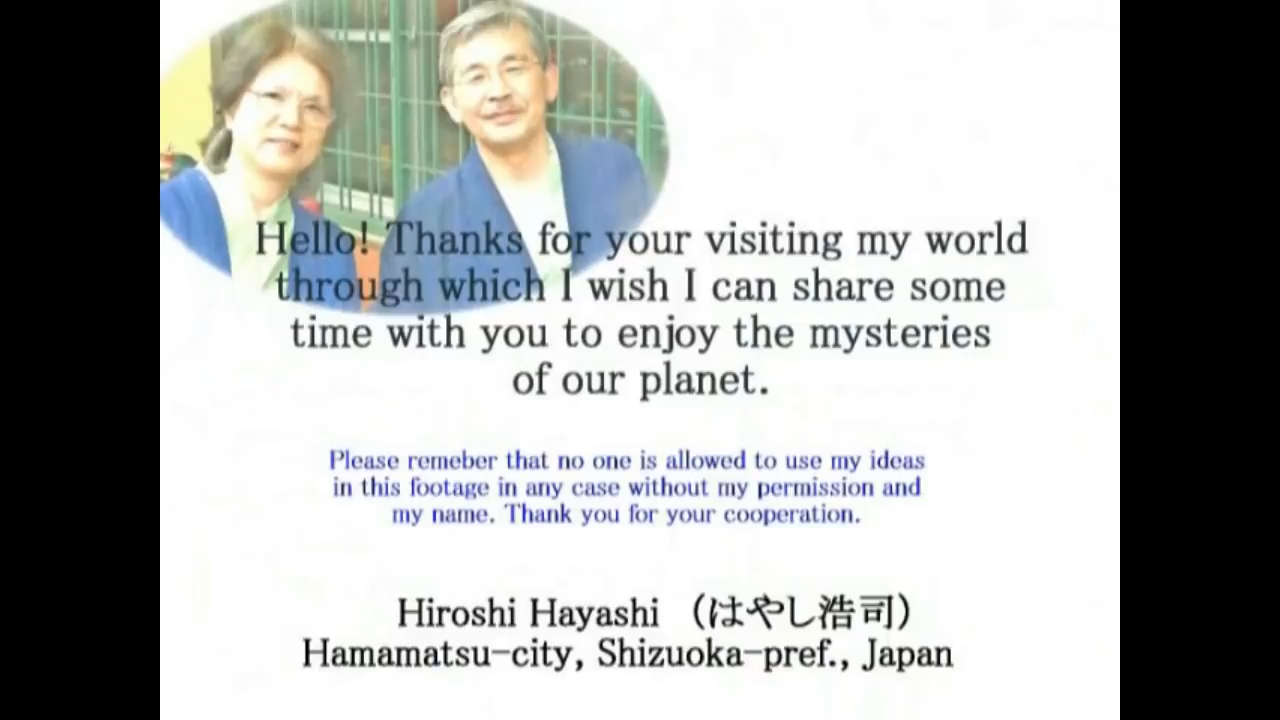 Hello! Thanks for your visiting my world
through which I wish I can share some
time with you to enjoy the mysteries
of our planet.
Please remeber that no one is allowed to use my ideas
in this footage in any case without my permission and
my name. Thank you for your cooperation.
Hiroshi Hayashi （はやし浩司）
Hamamatsu-city, Shizuoka-pref., Japan